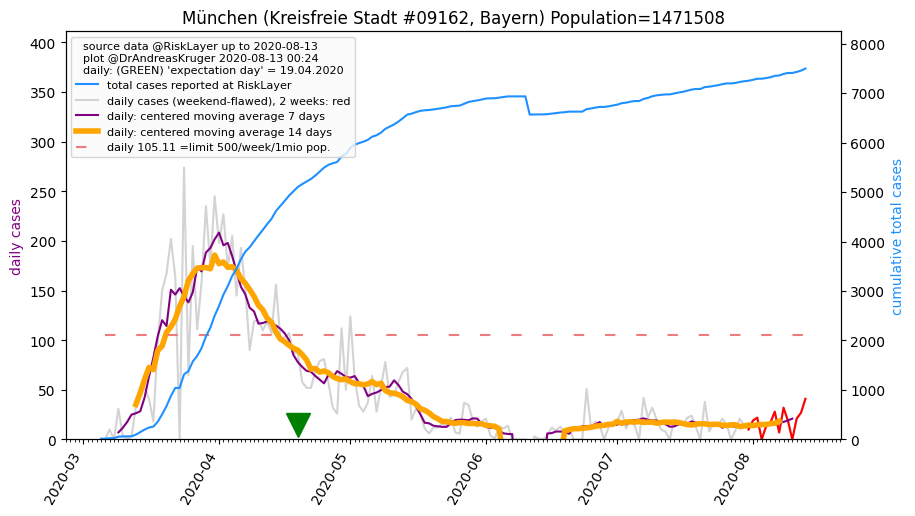 München (Kreisfreie Stadt #09162, Bayern) Population=1471508
source data @RiskLayer up to 2020-08-13
plot @DrAndreasKruger 2020-08-13 00:24
daily: (GREEN) 'expectation day' = 19.04.2020
total cases reported at RiskLayer
daily cases (weekend-flawed), 2 weeks: red
daily: centered moving average 7 days
daily: centered moving average 14 days
daily 105.11 =limit 500/week/1mio pop.
daily cases
400
350
300
250
200
150
100
50
0
8000
7000
6000
5000
4000
3000
2000
1000
0
cumulative total cases
2020-03
2020-04
2020-05
2020-06
2020-07
2020-08